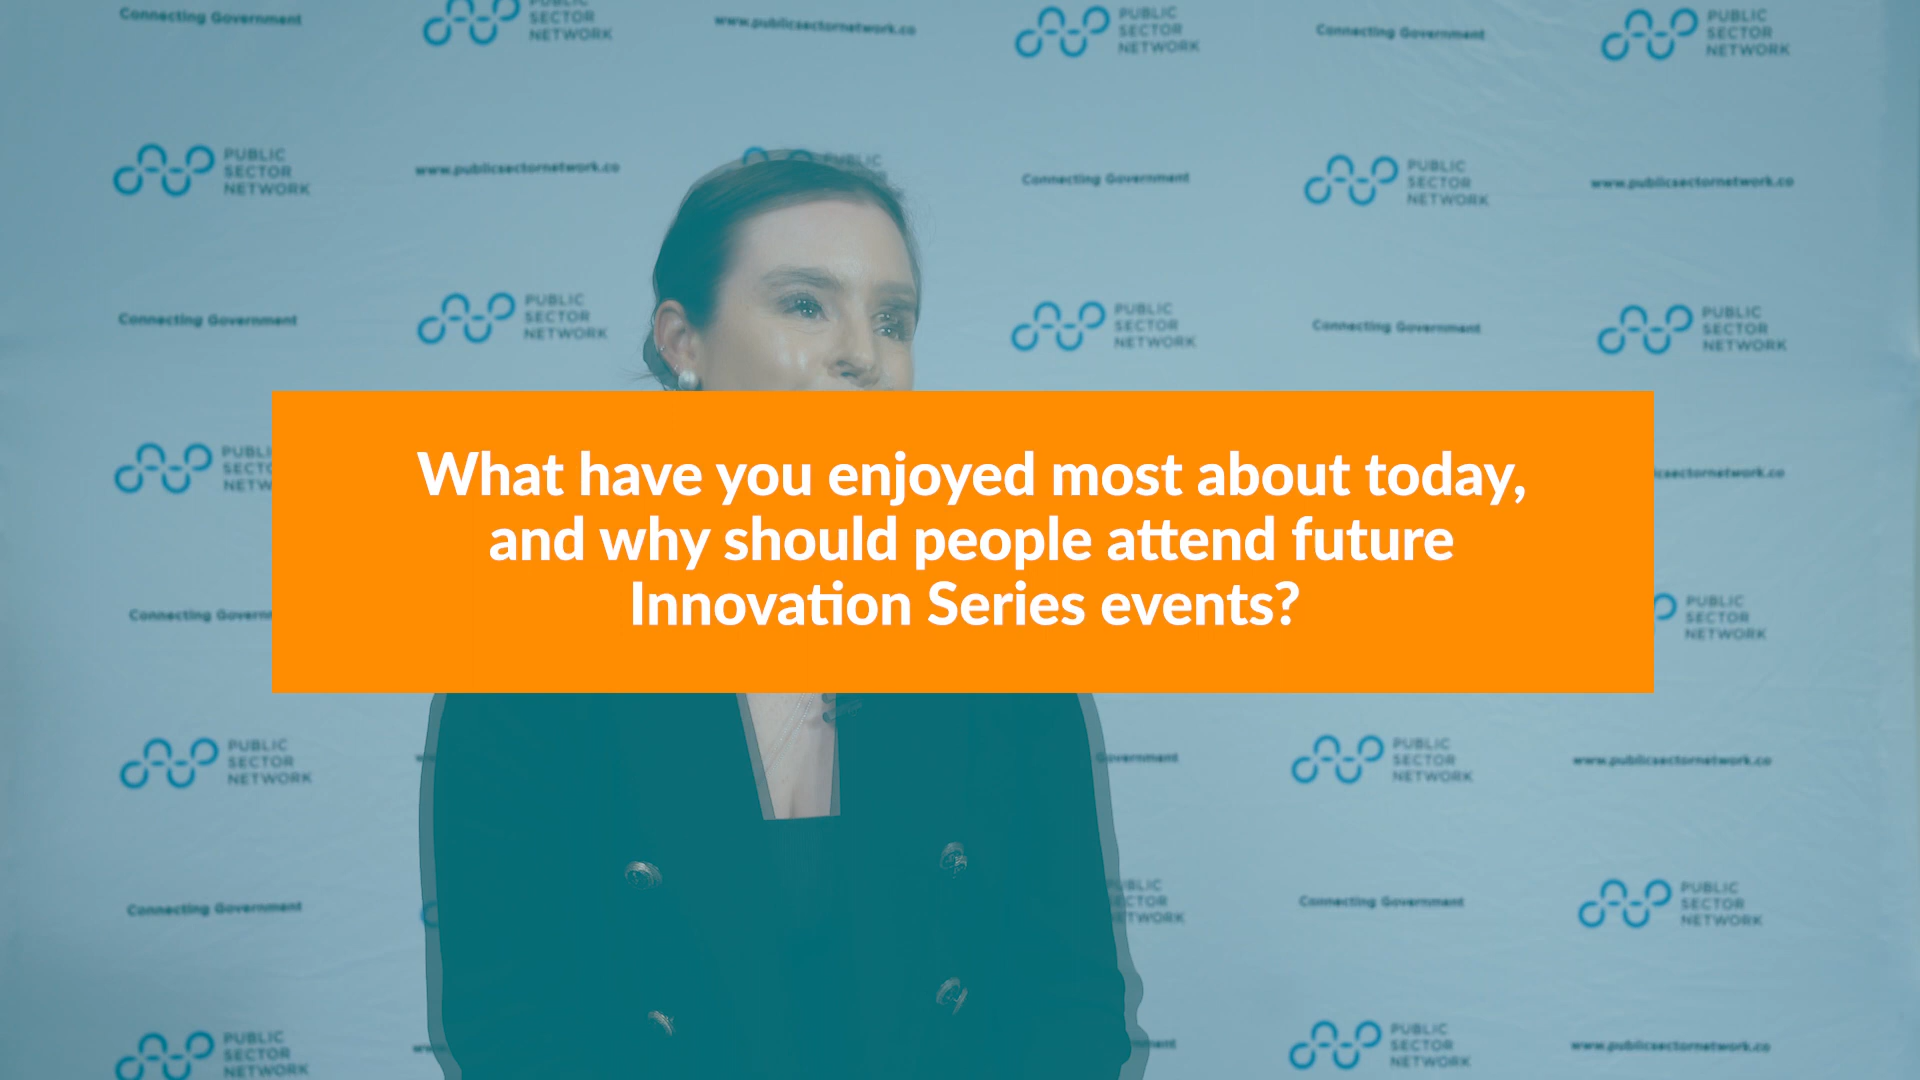 Connecting Government
PUBLIC
SECTOR
NETWORK
www.publicsectornetwork.co
PUBLIC
SECTOR
NETWORK
Connecting Government
PUBLIC
SECTOR
NETWORK
PUBLIC
SECTOR
NETWORK
www.publicsectornetwork.co
PUBLIC
Connecting Government
PUBLIC
SECTOR
NETWORK
www.publicsectornetwork.co
Connecting Government
PUBLIC
SECTOR
NETWORK
PUBLIC
SECTOR
NETWORK
Connecting Government
PUBLIC
SECTOR
NETWORK
What have you enjoyed most about today,
and why should people attend future
Innovation Series events?
Connecting
PUBLIC
SECTOR
NETWORK
PUBLIC
SECTOR
NETWORK
Government
PUBLIC
SECTOR
NETWORK
www.publicsectornetwork.co
Connecting Government
Connecting Government
PUBLIC
SECTOR
NETWORK
PUBLIC
SECTOR
NETWORK
PUBLIC
SECTOR
NETWORK
www.publicsectornetwork.co